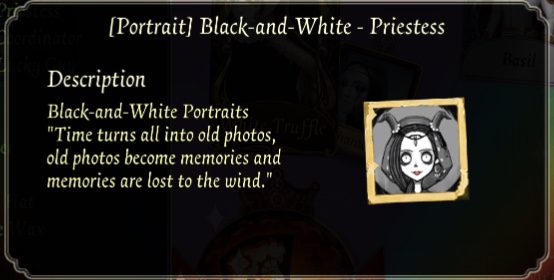 [Portrait] Black-and-White - Priestess
Description
Black-and-White Portraits
"Time turns all into old photos,
old photos become memories and
memories are lost to the wind."
Basil
Truffle